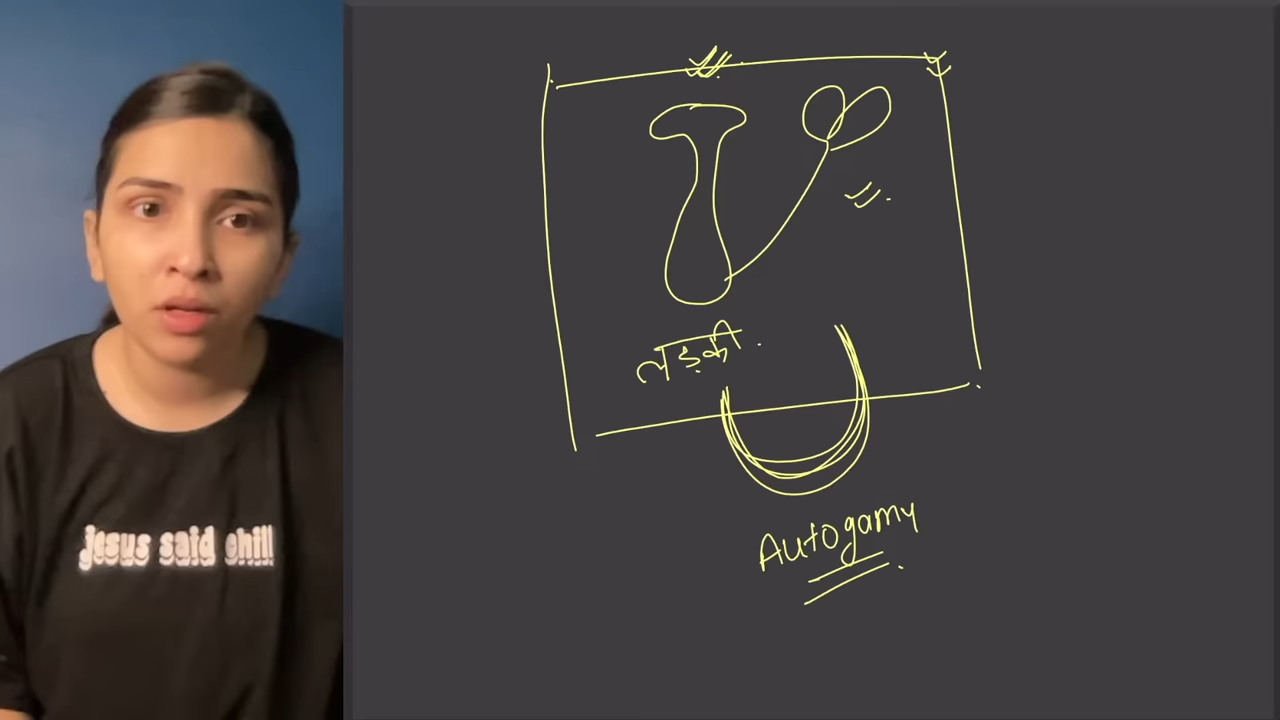 लड़की
Autogamy
jesus said chill